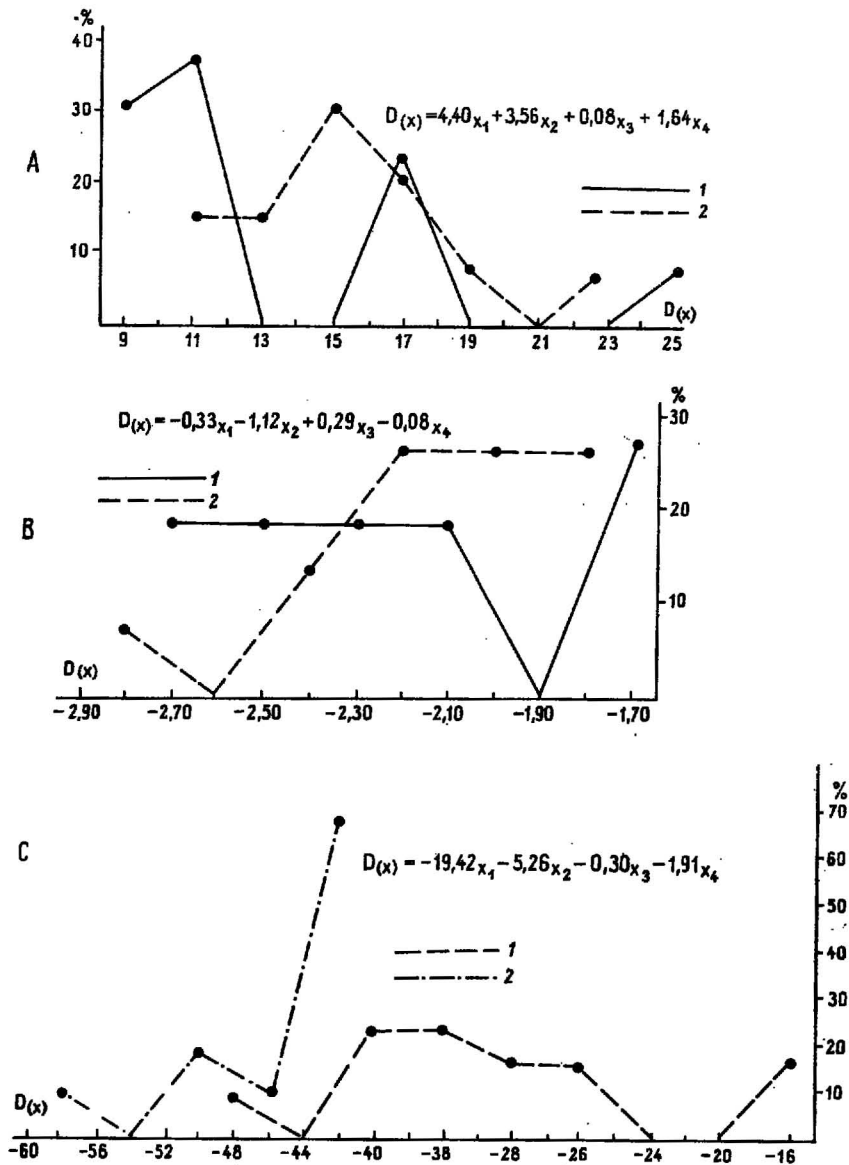 -%
40
30
20
10
A
D(x)=4,40x₁+3,56x₂+0,08x₃+1,64x₄
1
2
D(x)
9 11 13 15 17 19 21 23 25
%
30
20
10
D(x)=-0,33x₁-1,12x₂+0,29x₃-0,08x₄
1
2
B
D(x)
-2,90 -2,70 -2,50 -2,30 -2,10 -1,90 -1,70
%
70
60
50
40
30
20
10
C
D(x)=-19,42x₁-5,26x₂-0,30x₃-1,91x₄
1
2
D(x)
-60 -56 -52 -48 -44 -40 -38 -28 -26 -24 -20 -16